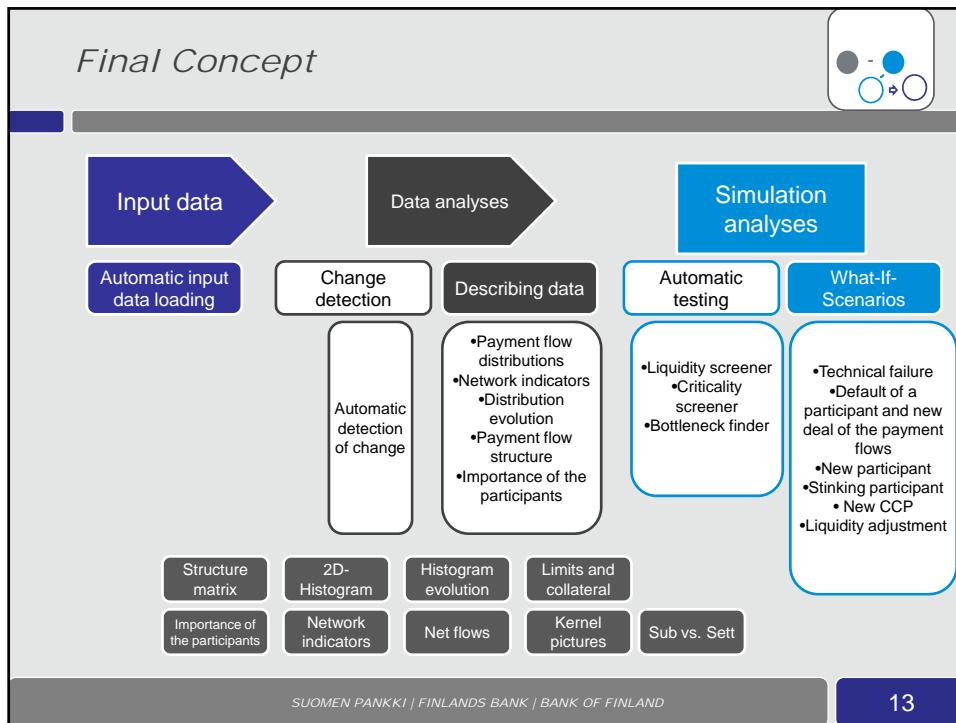 Final Concept
Input data
Data analyses
Simulation
analyses
Automatic input
data loading
Change
detection
Describing data
Automatic
testing
What-If-
Scenarios
Automatic
detection
of change
•Payment flow
distributions
•Network indicators
•Distribution
evolution
•Payment flow
structure
•Importance of the
participants
•Liquidity screener
•Criticality
screener
•Bottleneck finder
•Technical failure
•Default of a
participant and new
deal of the payment
flows
•New participant
•Stinking participant
• New CCP
•Liquidity adjustment
Structure
matrix
2D-
Histogram
Histogram
evolution
Limits and
collateral
Importance of
the participants
Network
indicators
Net flows
Kernel
pictures
Sub vs. Sett
SUOMEN PANKKI | FINLANDS BANK | BANK OF FINLAND
13